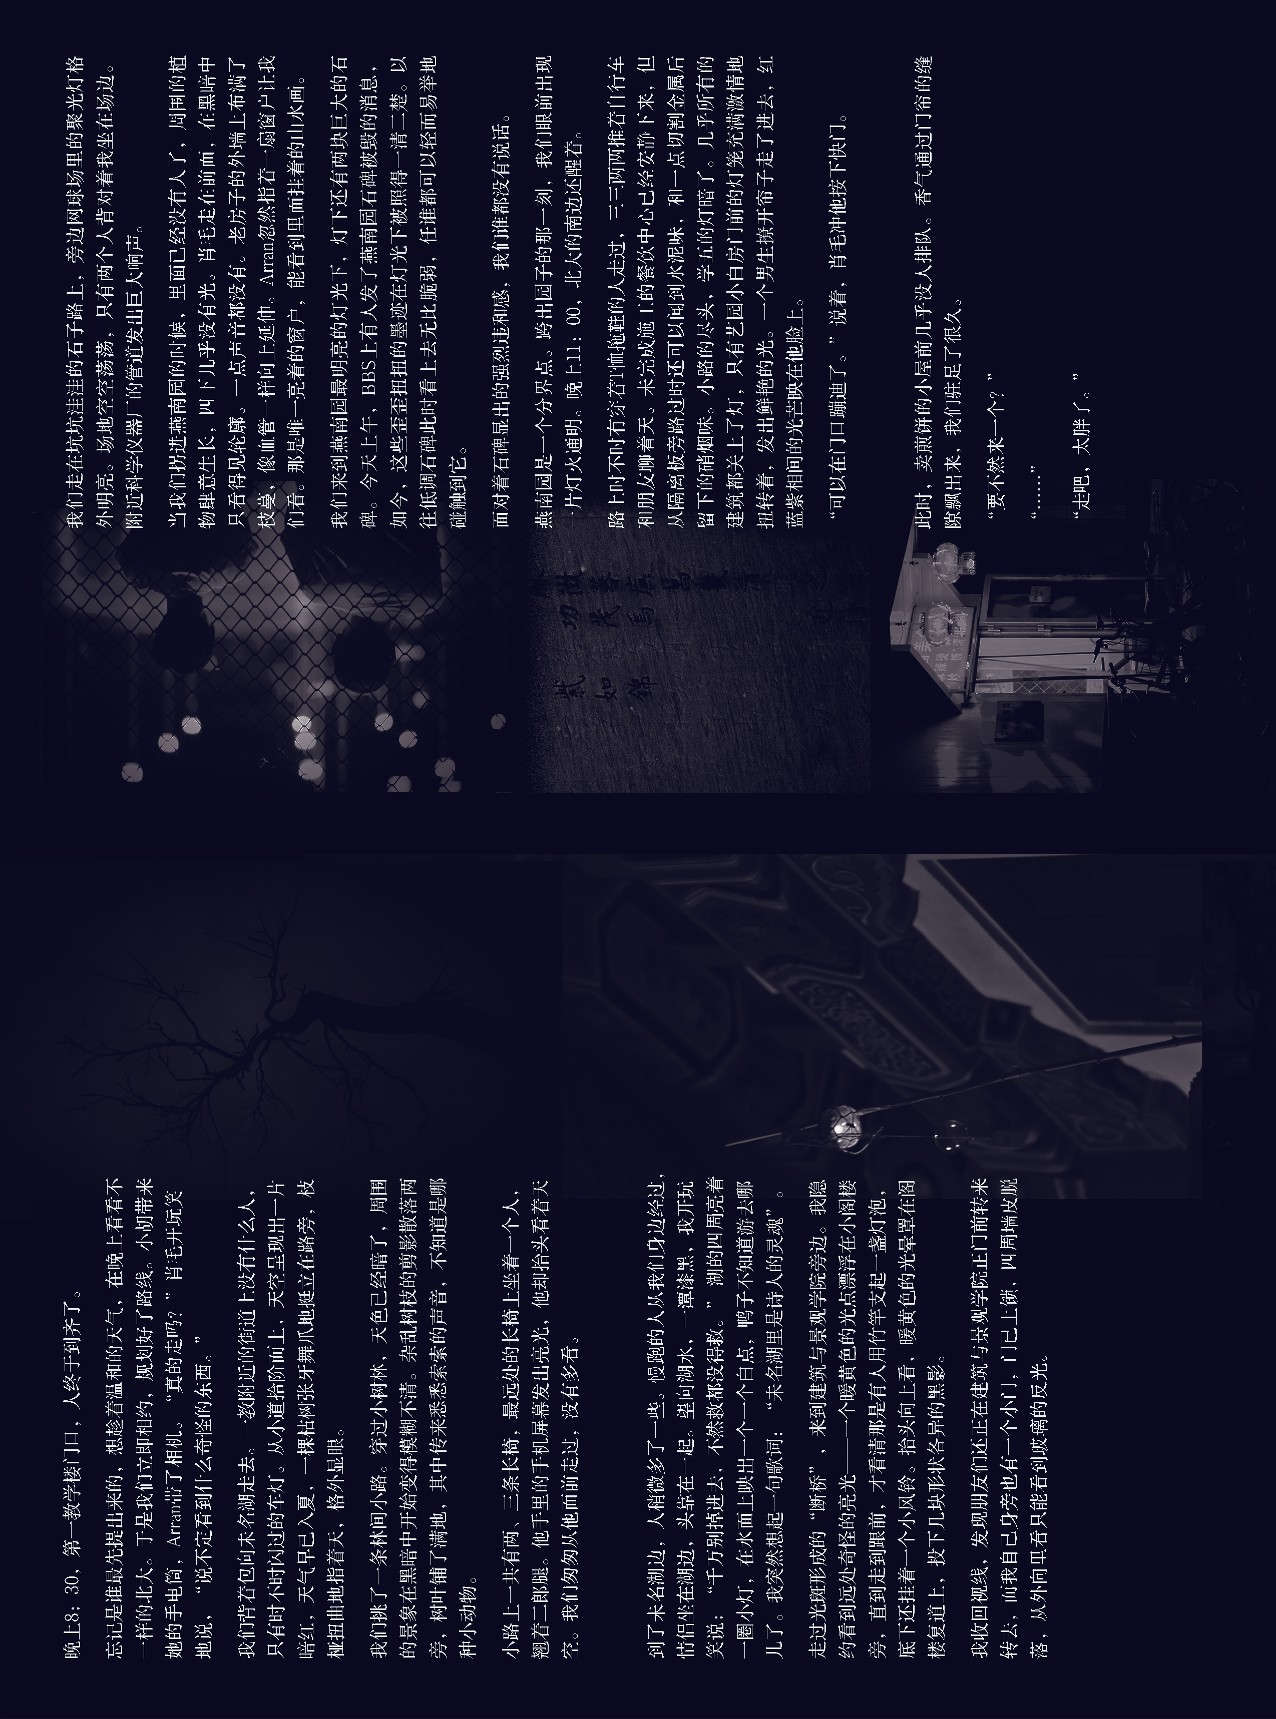 晚上8：30，第一教学楼门口，人终于到齐了。
忘记是谁最先提出来的，想趁着温和的天气，在晚上看看不
一样的北大。于是我们立即相约，规划好了路线。小切带来
她的手电筒，Arran带了相机。“真的走吗？”肖毛开玩笑
地说，“说不定看到什么奇怪的东西。”
我们背着包向未名湖走去。一教附近的街道上没有什么人，
只有时不时闪过的车灯。从小道拾阶而上，天空呈现出一片
暗红，天气早已入夏，一棵枯树张牙舞爪地挺立在路旁，枝
桠扭曲地指着天，格外显眼。
我们挑了一条林间小路。穿过小树林，天色已经暗了，周围
的景象在黑暗中开始变得模糊不清。杂乱树枝的剪影散落两
旁，树叶铺了满地，其中传来悉悉索索的声音，不知道是哪
种小动物。
小路上一共有两、三条长椅，最远处的长椅上坐着一个人，
翘着二郎腿。他手里的手机屏幕发出亮光，他却抬头看着天
空。我们匆匆从他面前走过，没有多看。
到了未名湖边，人稍微多了一些。慢跑的人从我们身边经过，
情侣坐在湖边，头靠在一起。望向湖水，一潭漆黑，我开玩
笑说：“千万别掉进去，不然救都没得救。”湖的四周亮着
一圈小灯，在水面上映出一个一个白点，鸭子不知道游去哪
儿了。我突然想起一句歌词：“未名湖里是诗人的灵魂”。
走过光斑形成的“断桥”，来到建筑与景观学院旁边。我隐
约看到远处奇怪的亮光——一个暖黄色的光点漂浮在小阁楼
旁，直到走到跟前，才看清那是有人用竹竿支起一盏灯泡，
底下还挂着一个小风铃。抬头向上看，暖黄色的光晕罩在阁
楼复道上，投下几块形状各异的黑影。
我收回视线，发现朋友们还正在建筑与景观学院正门前转来
转去，而我自己身旁也有一个小门，门已上锁，四周墙皮脱
落，从外向里看只能看到玻璃的反光。
我们走在坑坑洼洼的石子路上，旁边网球场里的聚光灯格
外明亮。场地空空荡荡，只有两个人背对着我坐在场边。
附近科学仪器厂的管道发出巨大响声。
当我们拐进燕南园的时候，里面已经没有人了，周围的植
物肆意生长，四下几乎没有光。肖毛走在前面，在黑暗中
只看得见轮廓。一点声音都没有。老房子的外墙上布满了
枝蔓，像血管一样向上延伸。Arran忽然指着一扇窗户让我
们看。那是唯一亮着的窗户，能看到里面挂着的山水画。
我们来到燕南园最明亮的灯光下，灯下还有两块巨大的石
碑。今天上午，BBS上有人发了燕南园石碑被毁的消息，
如今，这些歪歪扭扭的墨迹在灯光下被照得一清二楚。以
往低调石碑此时看上去无比脆弱，任谁都可以轻而易举地
碰触到它。
面对着石碑显出的强烈违和感，我们谁都没有说话。
燕南园是一个分界点。跨出园子的那一刻，我们眼前出现
一片灯火通明。晚上11：00，北大的南边还醒着。
路上时不时有穿着T恤拖鞋的人走过，三三两两推着自行车
和朋友聊着天。未完成施工的餐饮中心已经安静下来，但
从隔离板旁路过时还可以闻到水泥味，和一点切割金属后
留下的硝烟味。小路的尽头，学五的灯暗了。几乎所有的
建筑都关上了灯，只有艺园小白房门前的灯笼充满激情地
扭转着，发出鲜艳的光。一个男生撩开帘子走了进去，红
蓝紫相间的光芒映在他脸上。
“可以在门口蹦迪了。”说着，肖毛冲他按下快门。
此时，卖煎饼的小屋前几乎没人排队。香气通过门帘的缝
隙飘出来，我们驻足了很久。
“要不然来一个？”
“……”
“走吧，太胖了。”